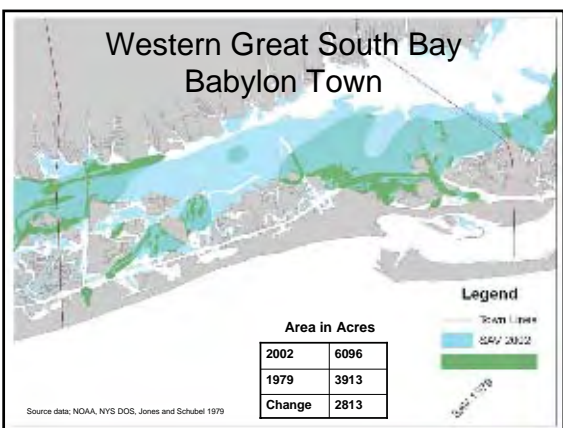 Western Great South Bay
Babylon Town
Legend
Town Lines
SAV 2002
SAV 1979
Area in Acres
2002 6096
1979 3913
Change 2813
Source data; NOAA, NYS DOS, Jones and Schubel 1979